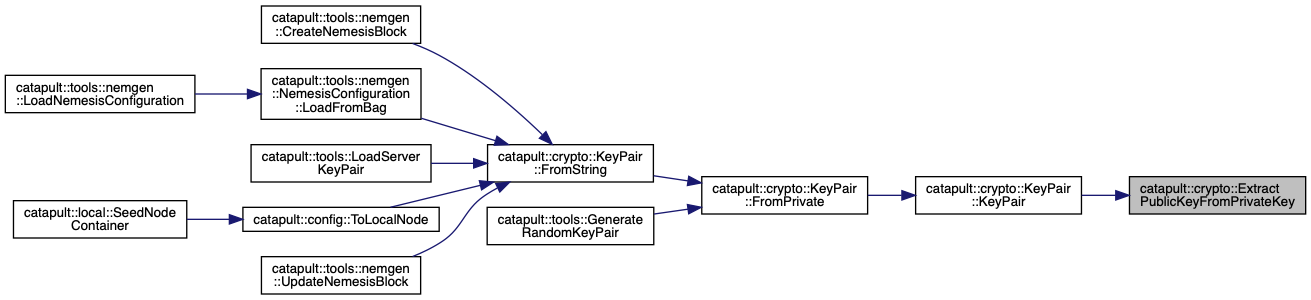 catapult::tools::nemgen
::CreateNemesisBlock
catapult::tools::nemgen
::LoadNemesisConfiguration
catapult::tools::nemgen
::NemesisConfiguration
::LoadFromBag
catapult::tools::LoadServer
KeyPair
catapult::crypto::KeyPair
::FromString
catapult::crypto::KeyPair
::FromPrivate
catapult::crypto::KeyPair
::KeyPair
catapult::crypto::Extract
PublicKeyFromPrivateKey
catapult::local::SeedNode
Container
catapult::config::ToLocalNode
catapult::tools::Generate
RandomKeyPair
catapult::tools::nemgen
::UpdateNemesisBlock